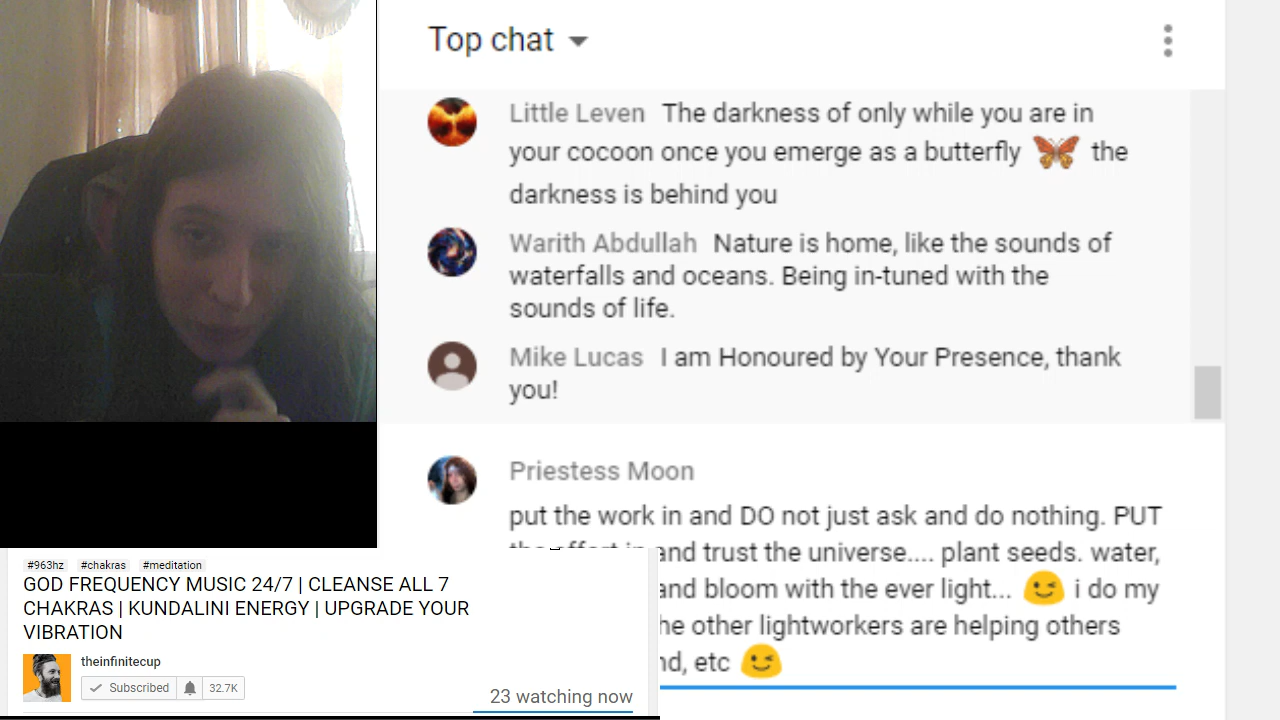 Top chat
Little Leven The darkness of only while you are in
your cocoon once you emerge as a butterfly 🦋 the
darkness is behind you
Warith Abdullah Nature is home, like the sounds of
waterfalls and oceans. Being in-tuned with the
sounds of life.
Mike Lucas I am Honoured by Your Presence, thank
you!
Priestess Moon
put the work in and DO not just ask and do nothing. PUT
and trust the universe.... plant seeds. water,
and bloom with the ever light... 😉 i do my
other lightworkers are helping others
etc 😉
#963hz #chakras #meditation
GOD FREQUENCY MUSIC 24/7 | CLEANSE ALL 7
CHAKRAS | KUNDALINI ENERGY | UPGRADE YOUR
VIBRATION
theinfinitecup
Subscribed 32.7K
23 watching now